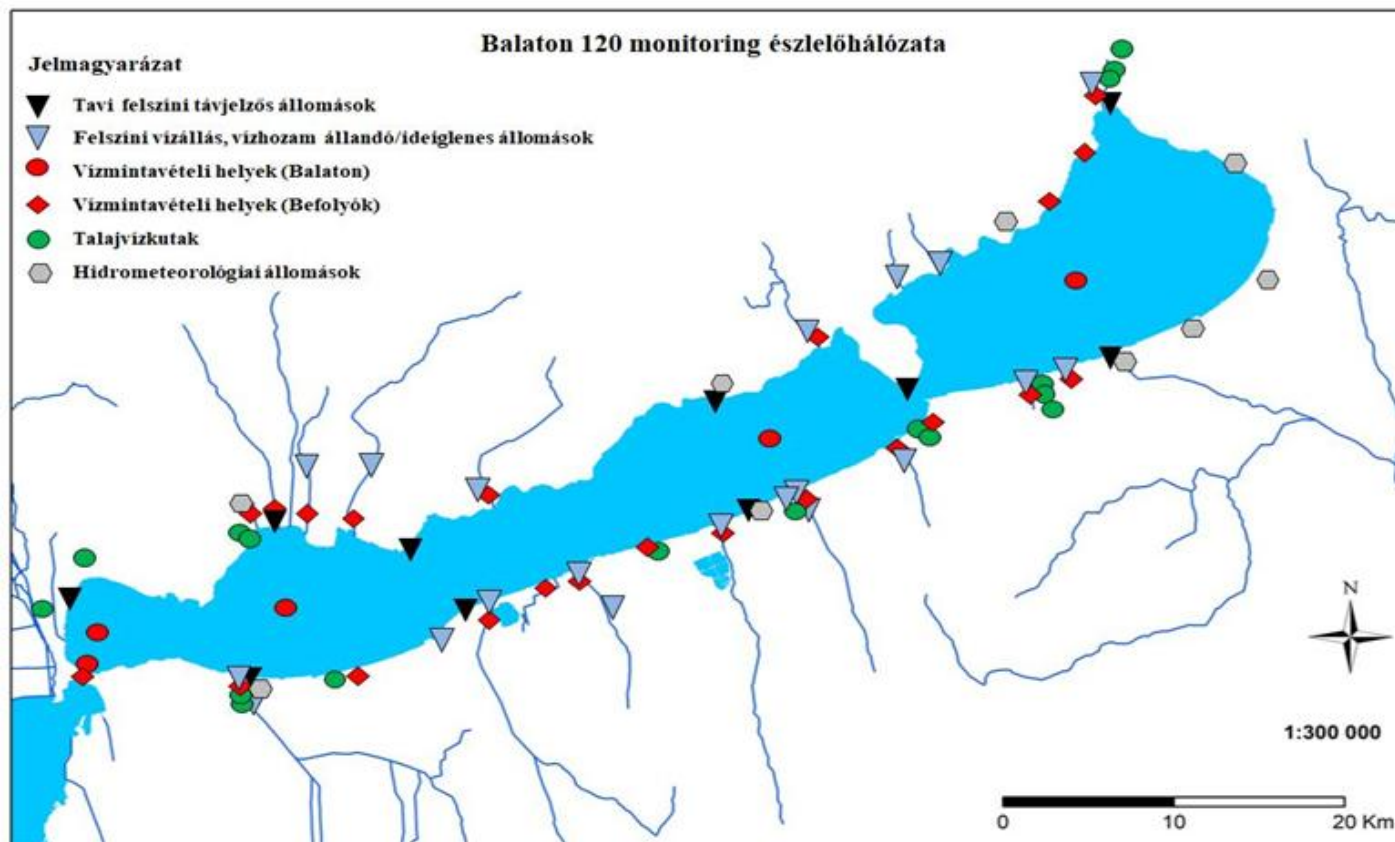 Balaton 120 monitoring észlelőhálózata
Jelmagyarázat
Tavi felszíni távjelzős állomások
Felszíni vízállás, vízhozam állandó/ideiglenes állomások
Vízmintavételi helyek (Balaton)
Vízmintavételi helyek (Befolyók)
Talajvízkutak
Hidrometeorológiai állomások
N
1:300 000
0 10 20 Km